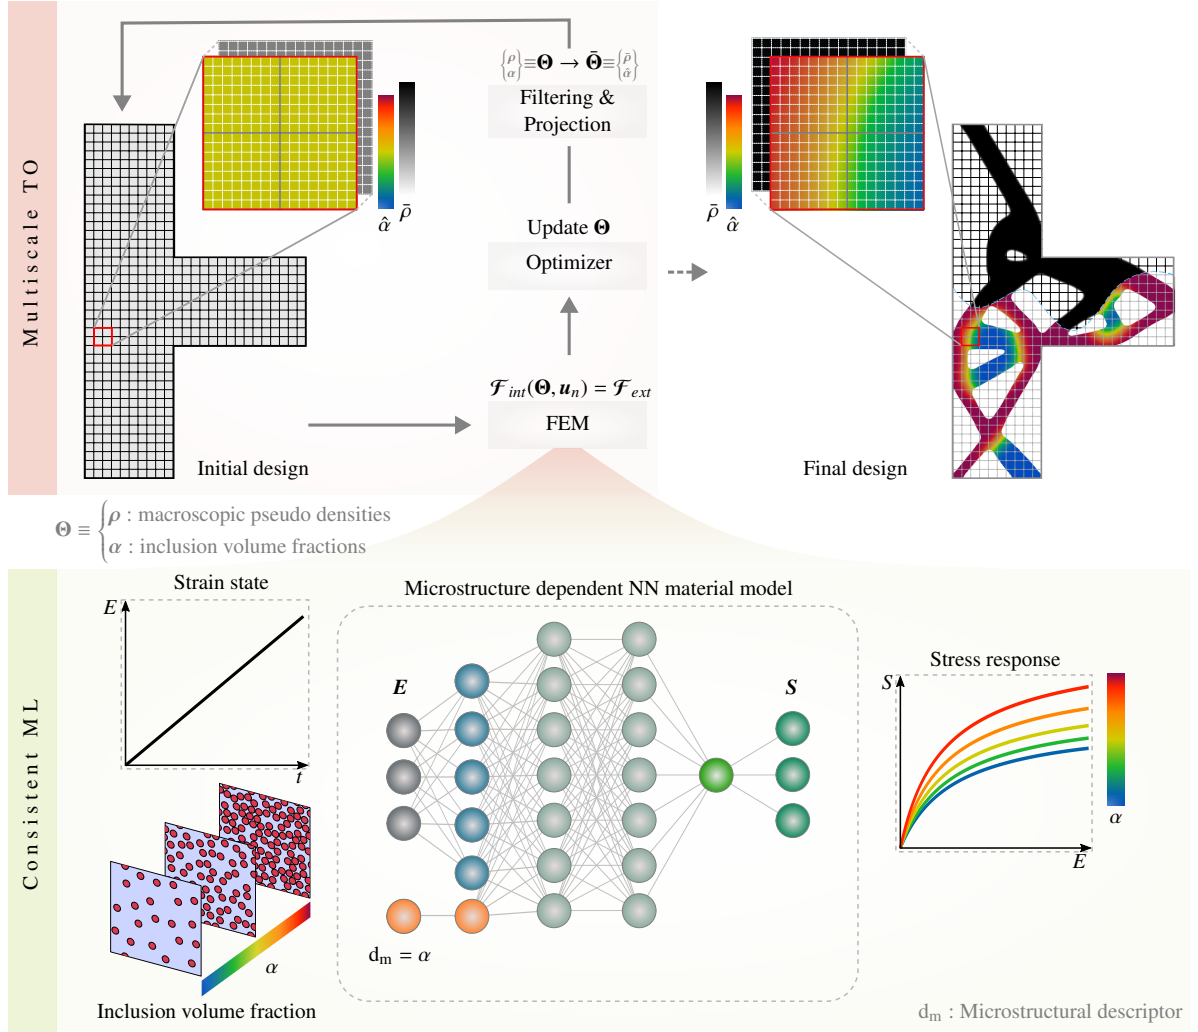 Multiscale TO
{ρ α}≡Θ → Θ̄≡{ρ̄ α̂}
Filtering &
Projection
α̂
ρ̄
Update Θ
Optimizer
ρ̄
α̂
𝓕int(Θ, un) = 𝓕ext
FEM
Initial design
Final design
Θ ≡ {ρ : macroscopic pseudo densities
α : inclusion volume fractions
Consistent ML
Strain state
E
t
Inclusion volume fraction
α
Microstructure dependent NN material model
E
S
dm = α
Stress response
S
E
α
dm : Microstructural descriptor